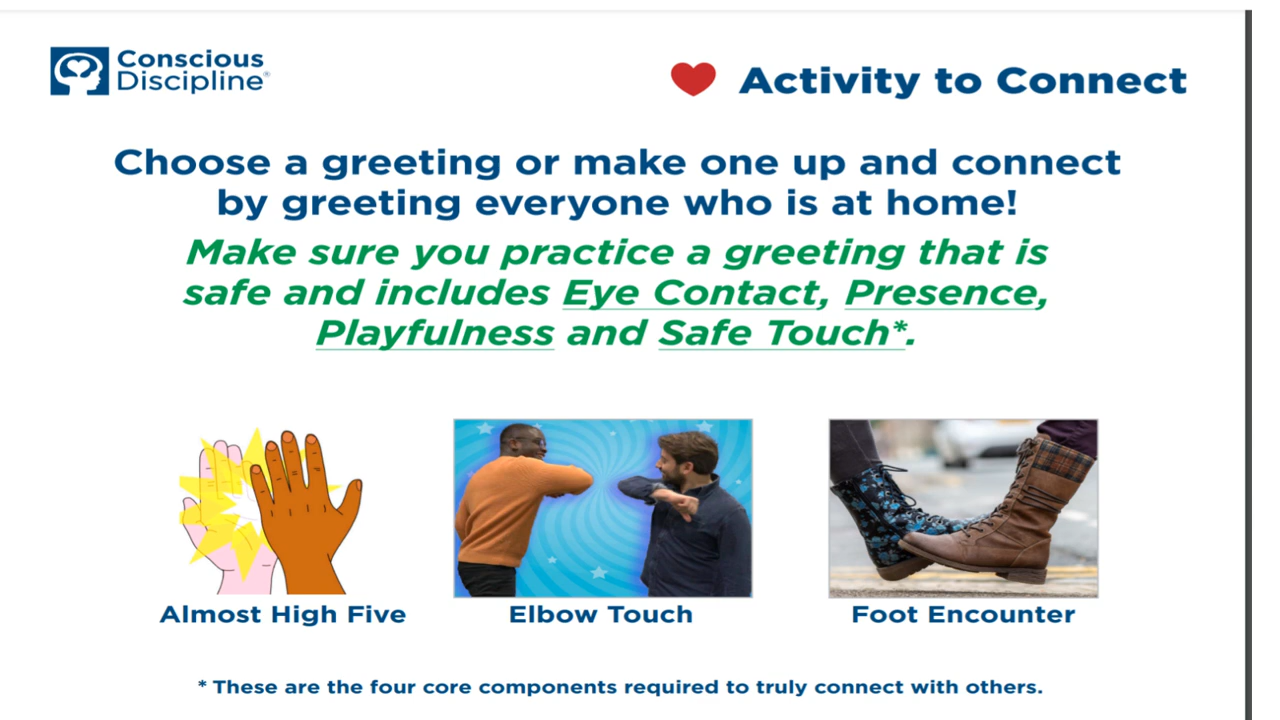 Conscious
Discipline®
Activity to Connect
Choose a greeting or make one up and connect
by greeting everyone who is at home!
Make sure you practice a greeting that is
safe and includes Eye Contact, Presence,
Playfulness and Safe Touch*.
Almost High Five
Elbow Touch
Foot Encounter
* These are the four core components required to truly connect with others.